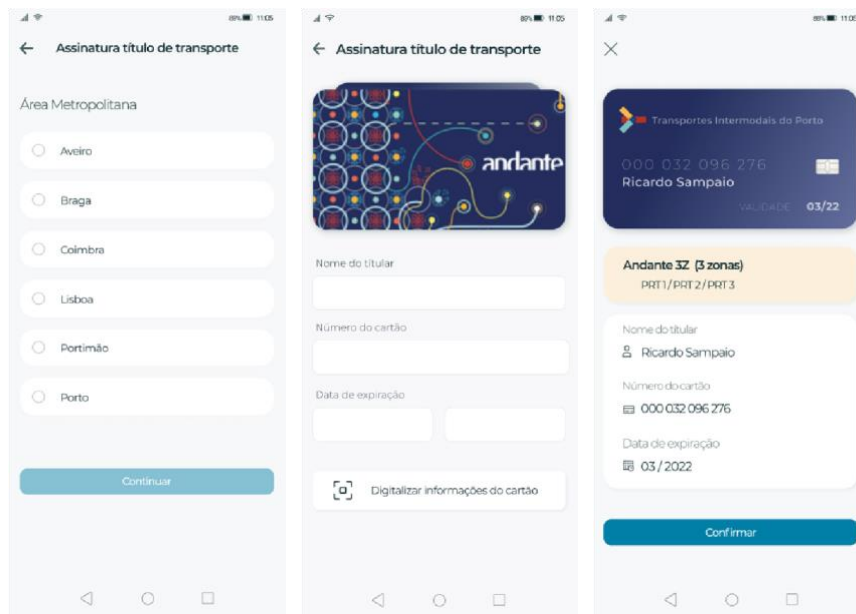 89% 11:05
Assinatura título de transporte
Área Metropolitana
Aveiro
Braga
Coimbra
Lisboa
Portimão
Porto
Continuar
89% 11:05
Assinatura título de transporte
andante
Nome do titular
Número do cartão
Data de expiração
Digitalizar informações do cartão
89% 11:05
Transportes Intermodais do Porto
000 032 096 276
Ricardo Sampaio
VALIDADE 03/22
Andante 3Z (3 zonas)
PRT1/PRT2/PRT3
Nome do titular
Ricardo Sampaio
Número do cartão
000 032 096 276
Data de expiração
03 / 2022
Confirmar